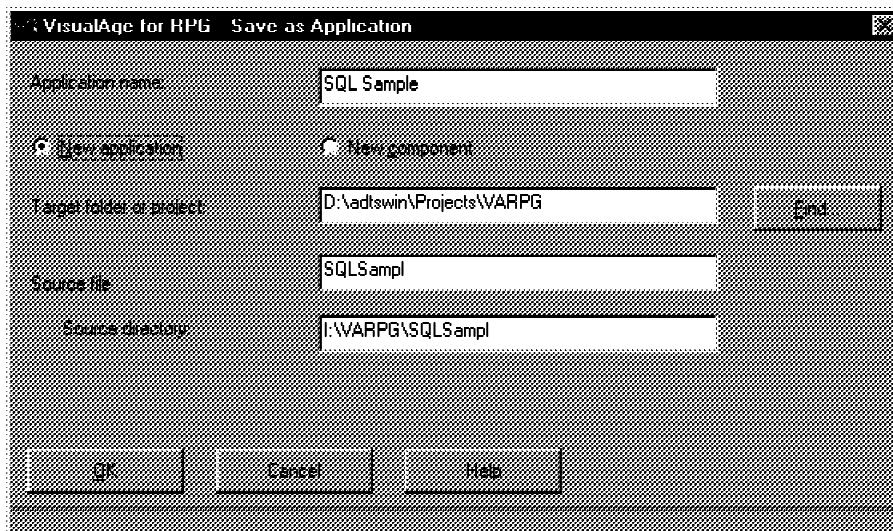 VisualAge for RPG - Save as Application
Application name:
SQL Sample
New application
New component
Target folder or project:
D:\adtswin\Projects\VARPG
Find...
Source file
SQLSampl
Source directory:
I:\VARPG\SQLSampl
OK
Cancel
Help